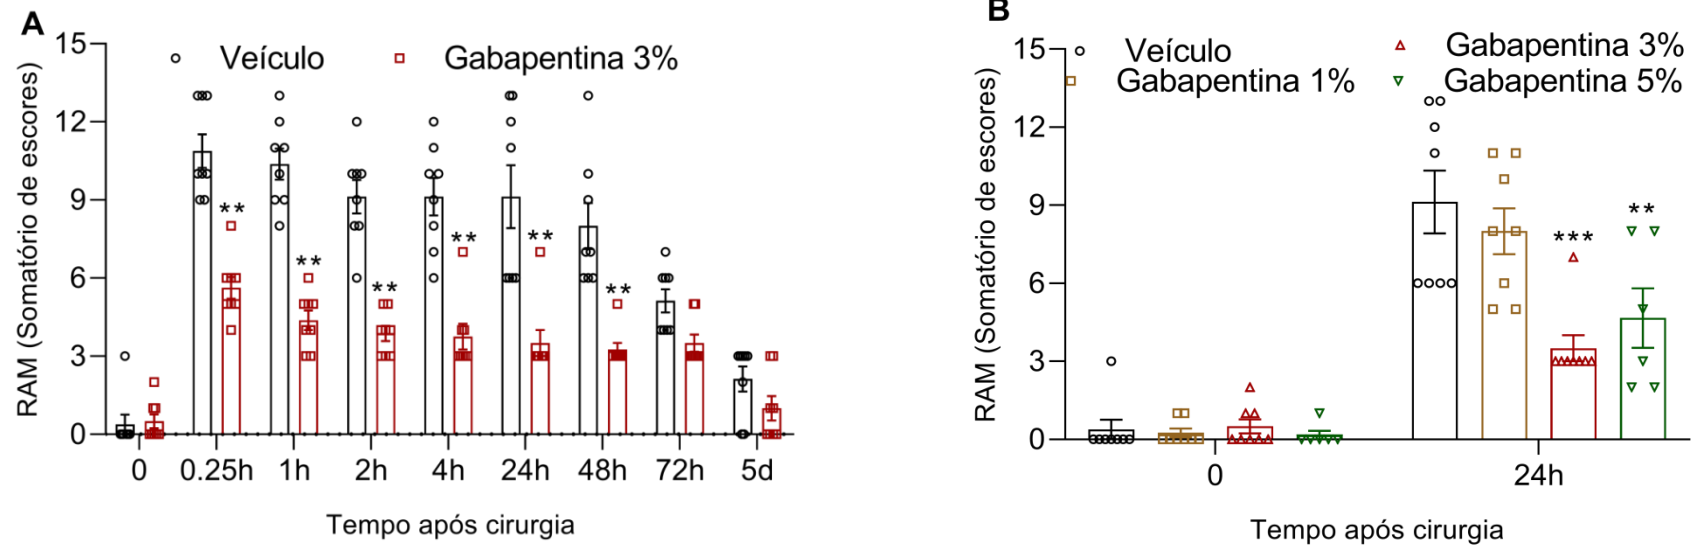 A
RAM (Somatório de escores)
15
12
9
6
3
0
Veículo
Gabapentina 3%
**
**
**
**
**
**
0 0.25h 1h 2h 4h 24h 48h 72h 5d
Tempo após cirurgia
B
RAM (Somatório de escores)
15
12
9
6
3
0
Veículo
Gabapentina 3%
Gabapentina 1%
Gabapentina 5%
***
**
0 24h
Tempo após cirurgia